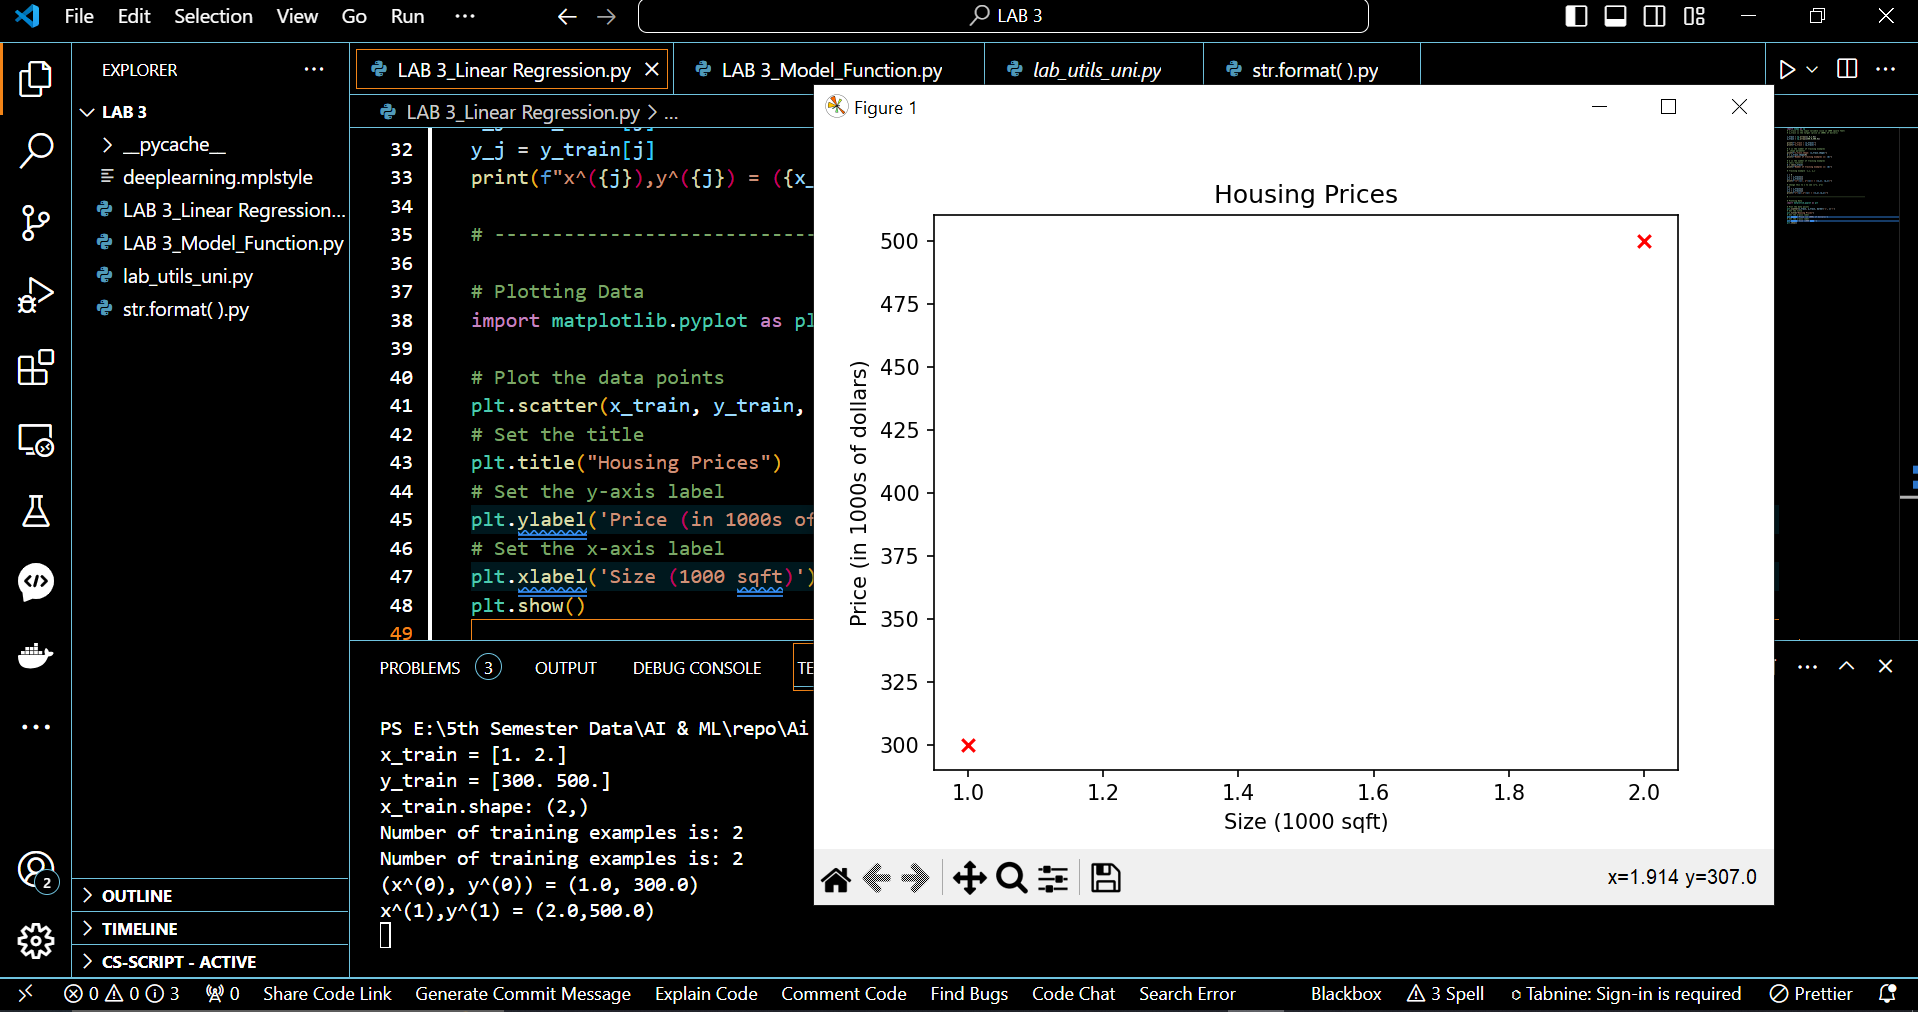 File Edit Selection View Go Run ···
LAB 3
EXPLORER ···
LAB 3
__pycache__
deeplearning.mplstyle
LAB 3_Linear Regression...
LAB 3_Model_Function.py
lab_utils_uni.py
str.format( ).py
OUTLINE
TIMELINE
CS-SCRIPT - ACTIVE
2
LAB 3_Linear Regression.py
LAB 3_Model_Function.py
lab_utils_uni.py
str.format( ).py
LAB 3_Linear Regression.py > ...
32 y_j = y_train[j]
33 print(f"x^({j}),y^({j}) = ({x_
34
35 # ----------------------------
36
37 # Plotting Data
38 import matplotlib.pyplot as pl
39
40 # Plot the data points
41 plt.scatter(x_train, y_train,
42 # Set the title
43 plt.title("Housing Prices")
44 # Set the y-axis label
45 plt.ylabel('Price (in 1000s of
46 # Set the x-axis label
47 plt.xlabel('Size (1000 sqft)')
48 plt.show()
49
PROBLEMS 3 OUTPUT DEBUG CONSOLE TE
PS E:\5th Semester Data\AI & ML\repo\Ai
x_train = [1. 2.]
y_train = [300. 500.]
x_train.shape: (2,)
Number of training examples is: 2
Number of training examples is: 2
(x^(0), y^(0)) = (1.0, 300.0)
x^(1),y^(1) = (2.0,500.0)
Figure 1
Housing Prices
Price (in 1000s of dollars)
500
475
450
425
400
375
350
325
300
1.0 1.2 1.4 1.6 1.8 2.0
Size (1000 sqft)
x=1.914 y=307.0
0 0 3 0 Share Code Link Generate Commit Message Explain Code Comment Code Find Bugs Code Chat Search Error Blackbox 3 Spell Tabnine: Sign-in is required Prettier